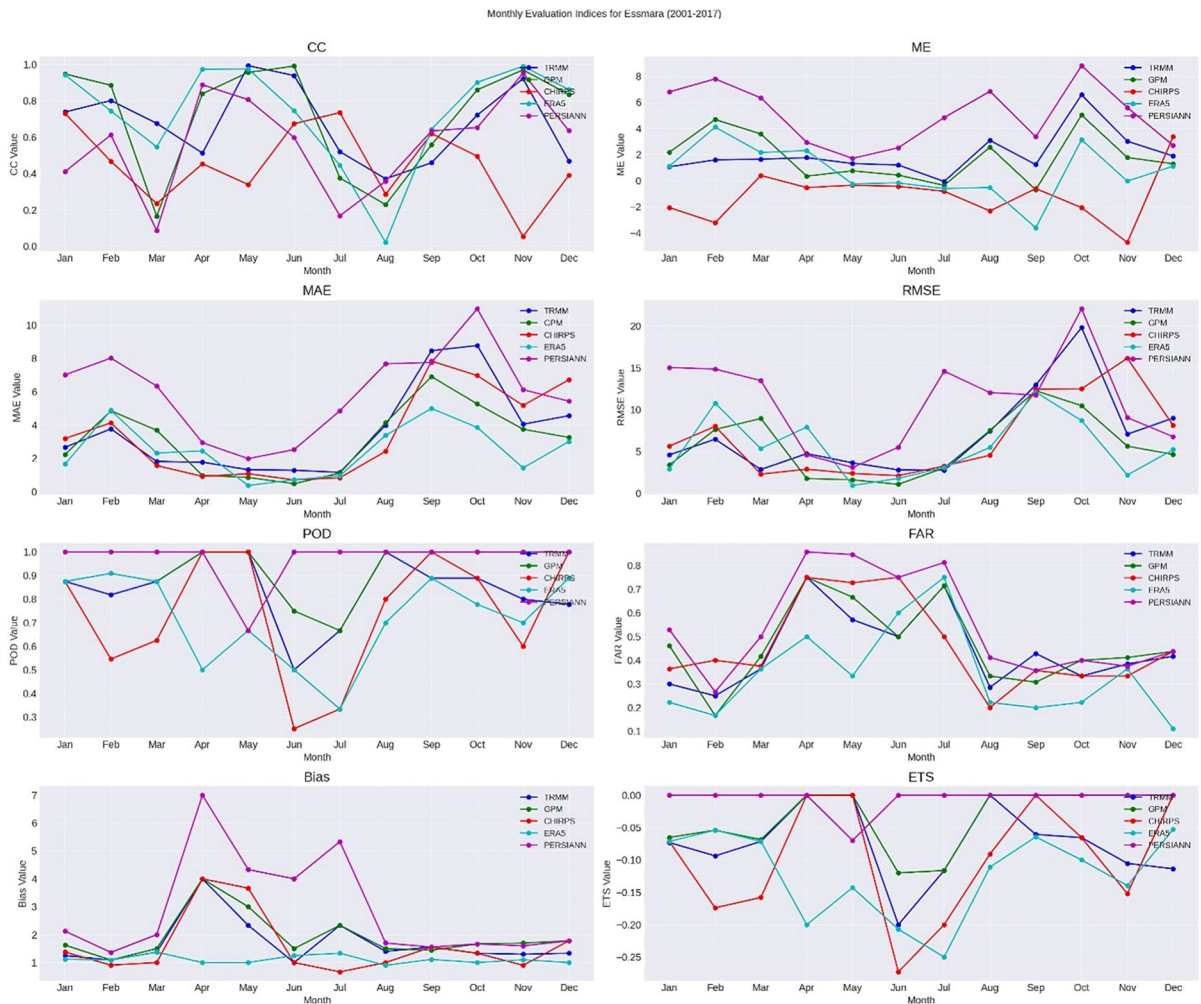 Monthly Evaluation Indices for Essmara (2001-2017)
CC
CC Value
1.0
0.8
0.6
0.4
0.2
0.0
TRMM
GPM
CHIRPS
ERA5
PERSIANN
Jan Feb Mar Apr May Jun Jul Aug Sep Oct Nov Dec
Month
ME
ME Value
8
6
4
2
0
−2
−4
TRMM
GPM
CHIRPS
ERA5
PERSIANN
Jan Feb Mar Apr May Jun Jul Aug Sep Oct Nov Dec
Month
MAE
MAE Value
10
8
6
4
2
0
TRMM
GPM
CHIRPS
ERA5
PERSIANN
Jan Feb Mar Apr May Jun Jul Aug Sep Oct Nov Dec
Month
RMSE
RMSE Value
20
15
10
5
0
TRMM
GPM
CHIRPS
ERA5
PERSIANN
Jan Feb Mar Apr May Jun Jul Aug Sep Oct Nov Dec
Month
POD
POD Value
1.0
0.9
0.8
0.7
0.6
0.5
0.4
0.3
TRMM
GPM
CHIRPS
ERA5
PERSIANN
Jan Feb Mar Apr May Jun Jul Aug Sep Oct Nov Dec
Month
FAR
FAR Value
0.8
0.7
0.6
0.5
0.4
0.3
0.2
0.1
TRMM
GPM
CHIRPS
ERA5
PERSIANN
Jan Feb Mar Apr May Jun Jul Aug Sep Oct Nov Dec
Month
Bias
Bias Value
7
6
5
4
3
2
1
TRMM
GPM
CHIRPS
ERA5
PERSIANN
Jan Feb Mar Apr May Jun Jul Aug Sep Oct Nov Dec
Month
ETS
ETS Value
0.00
−0.05
−0.10
−0.15
−0.20
−0.25
TRMM
GPM
CHIRPS
ERA5
PERSIANN
Jan Feb Mar Apr May Jun Jul Aug Sep Oct Nov Dec
Month